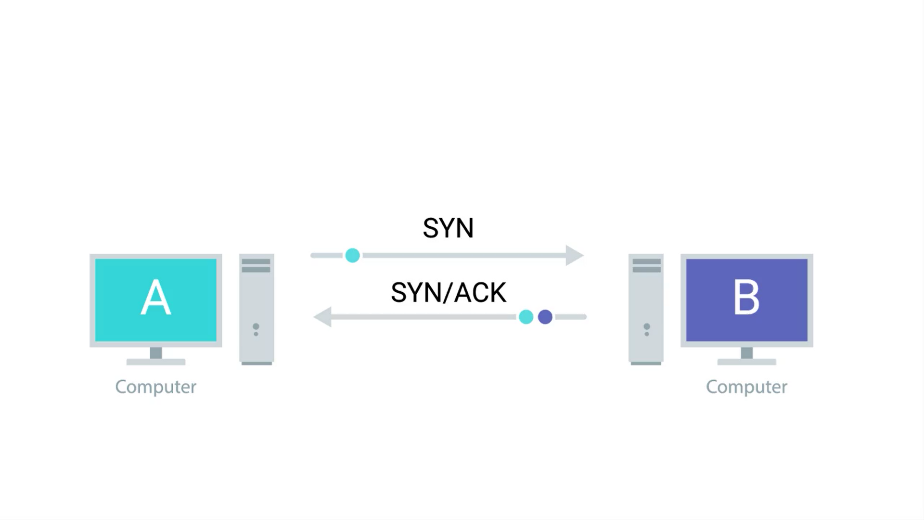 SYN
SYN/ACK
A
B
Computer
Computer